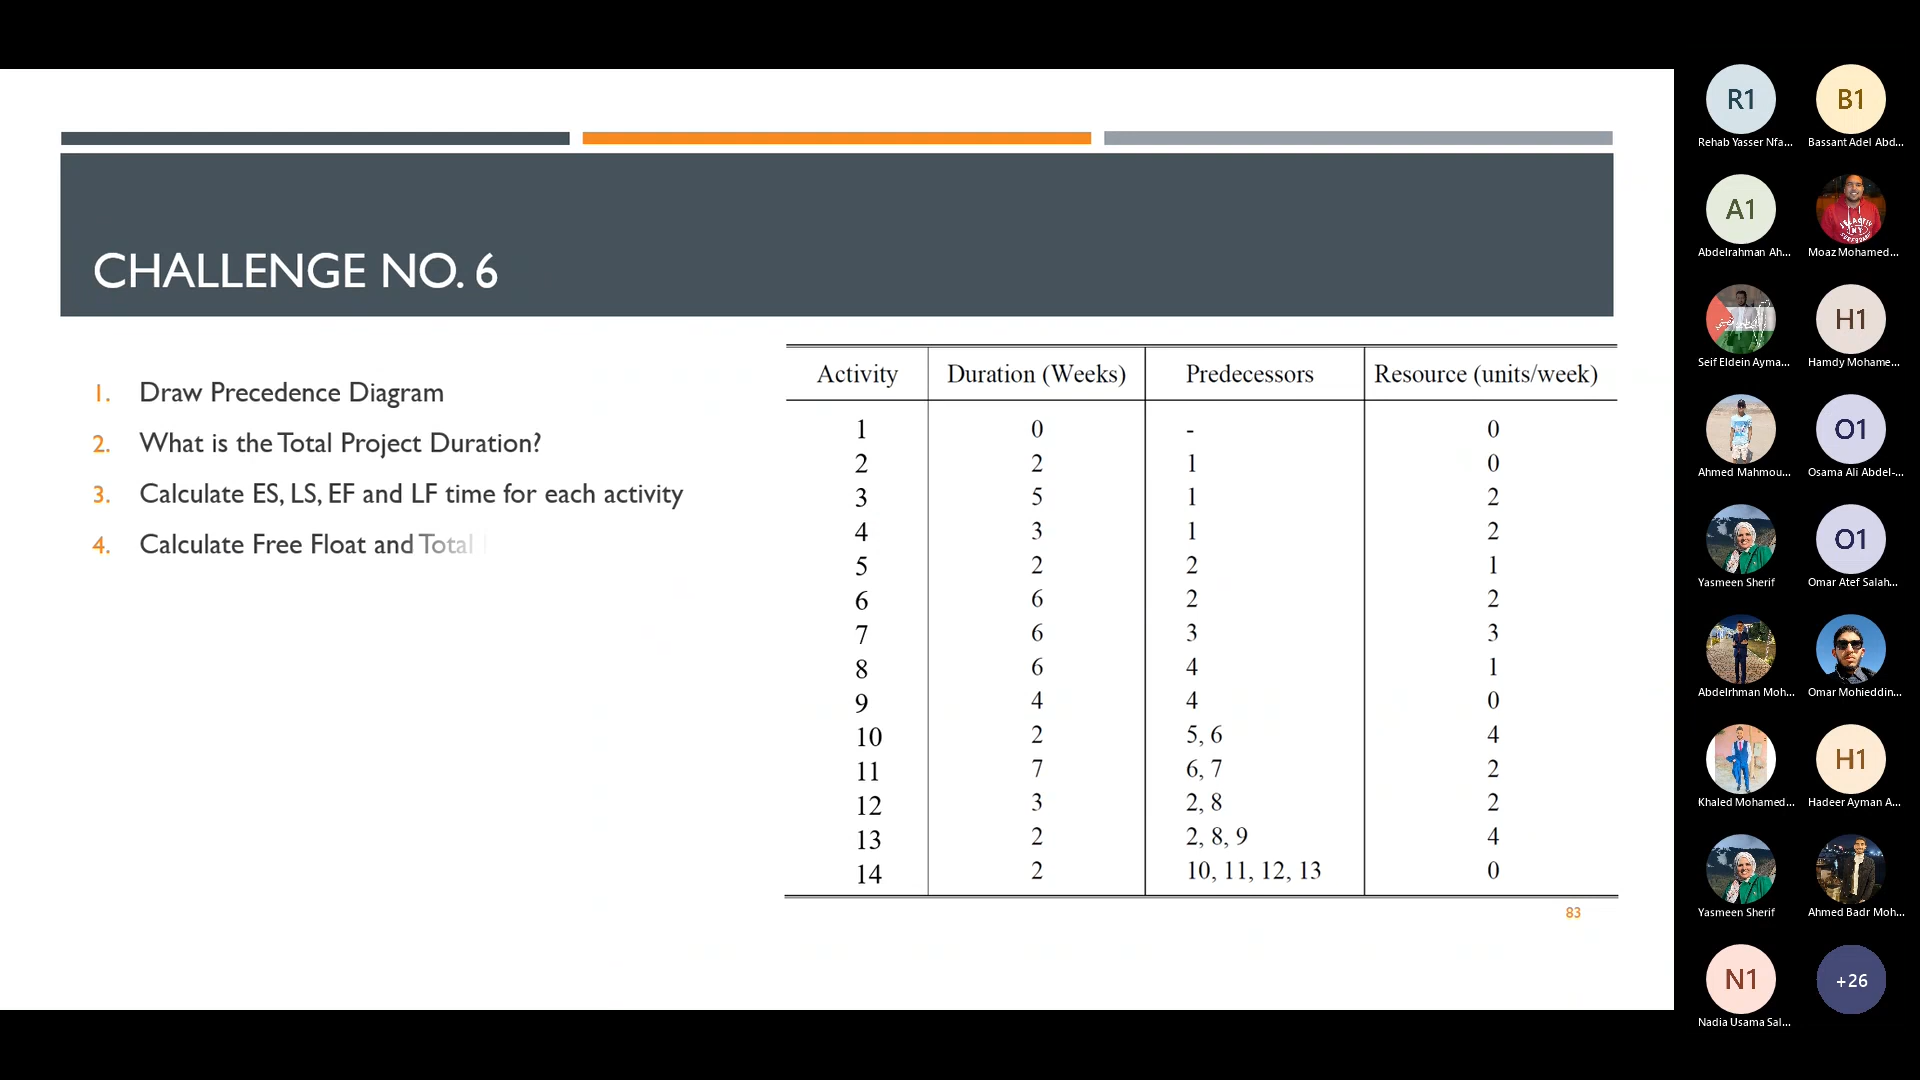 CHALLENGE NO. 6
1. Draw Precedence Diagram
2. What is the Total Project Duration?
3. Calculate ES, LS, EF and LF time for each activity
4. Calculate Free Float and Total
Activity Duration (Weeks) Predecessors Resource (units/week)
1 0 - 0
2 2 1 0
3 5 1 2
4 3 1 2
5 2 2 1
6 6 2 2
7 6 3 3
8 6 4 1
9 4 4 0
10 2 5, 6 4
11 7 6, 7 2
12 3 2, 8 2
13 2 2, 8, 9 4
14 2 10, 11, 12, 13 0
83
R1 B1
Rehab Yasser Nfa... Bassant Adel Abd...
A1
Abdelrahman Ah... Moaz Mohamed...
H1
Seif Eldein Ayma... Hamdy Mohame...
O1
Ahmed Mahmou... Osama Ali Abdel-...
O1
Yasmeen Sherif Omar Atef Salah...
Abdelrhman Moh... Omar Mohieddin...
H1
Khaled Mohamed... Hadeer Ayman A...
Yasmeen Sherif Ahmed Badr Moh...
N1 +26
Nadia Usama Sal...